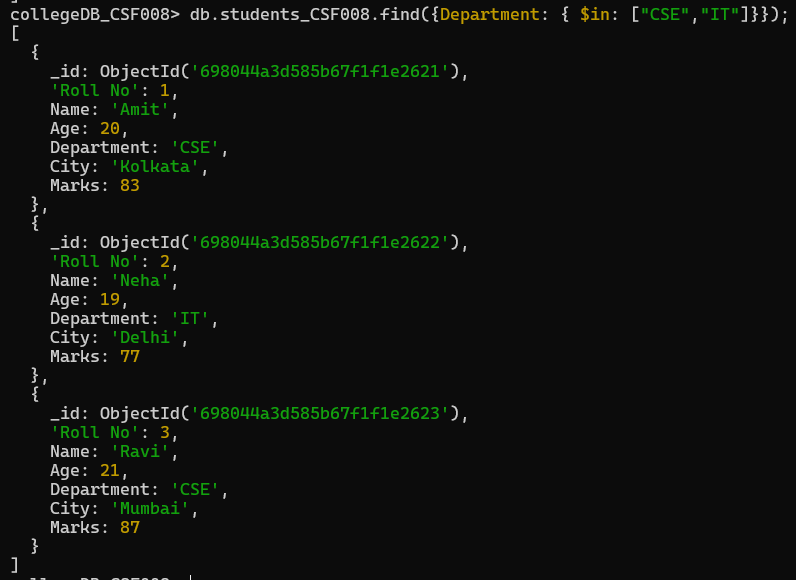 collegeDB_CSF008> db.students_CSF008.find({Department: { $in: ["CSE","IT"]}});
[
  {
    _id: ObjectId('698044a3d585b67f1f1e2621'),
    'Roll No': 1,
    Name: 'Amit',
    Age: 20,
    Department: 'CSE',
    City: 'Kolkata',
    Marks: 83
  },
  {
    _id: ObjectId('698044a3d585b67f1f1e2622'),
    'Roll No': 2,
    Name: 'Neha',
    Age: 19,
    Department: 'IT',
    City: 'Delhi',
    Marks: 77
  },
  {
    _id: ObjectId('698044a3d585b67f1f1e2623'),
    'Roll No': 3,
    Name: 'Ravi',
    Age: 21,
    Department: 'CSE',
    City: 'Mumbai',
    Marks: 87
  }
]